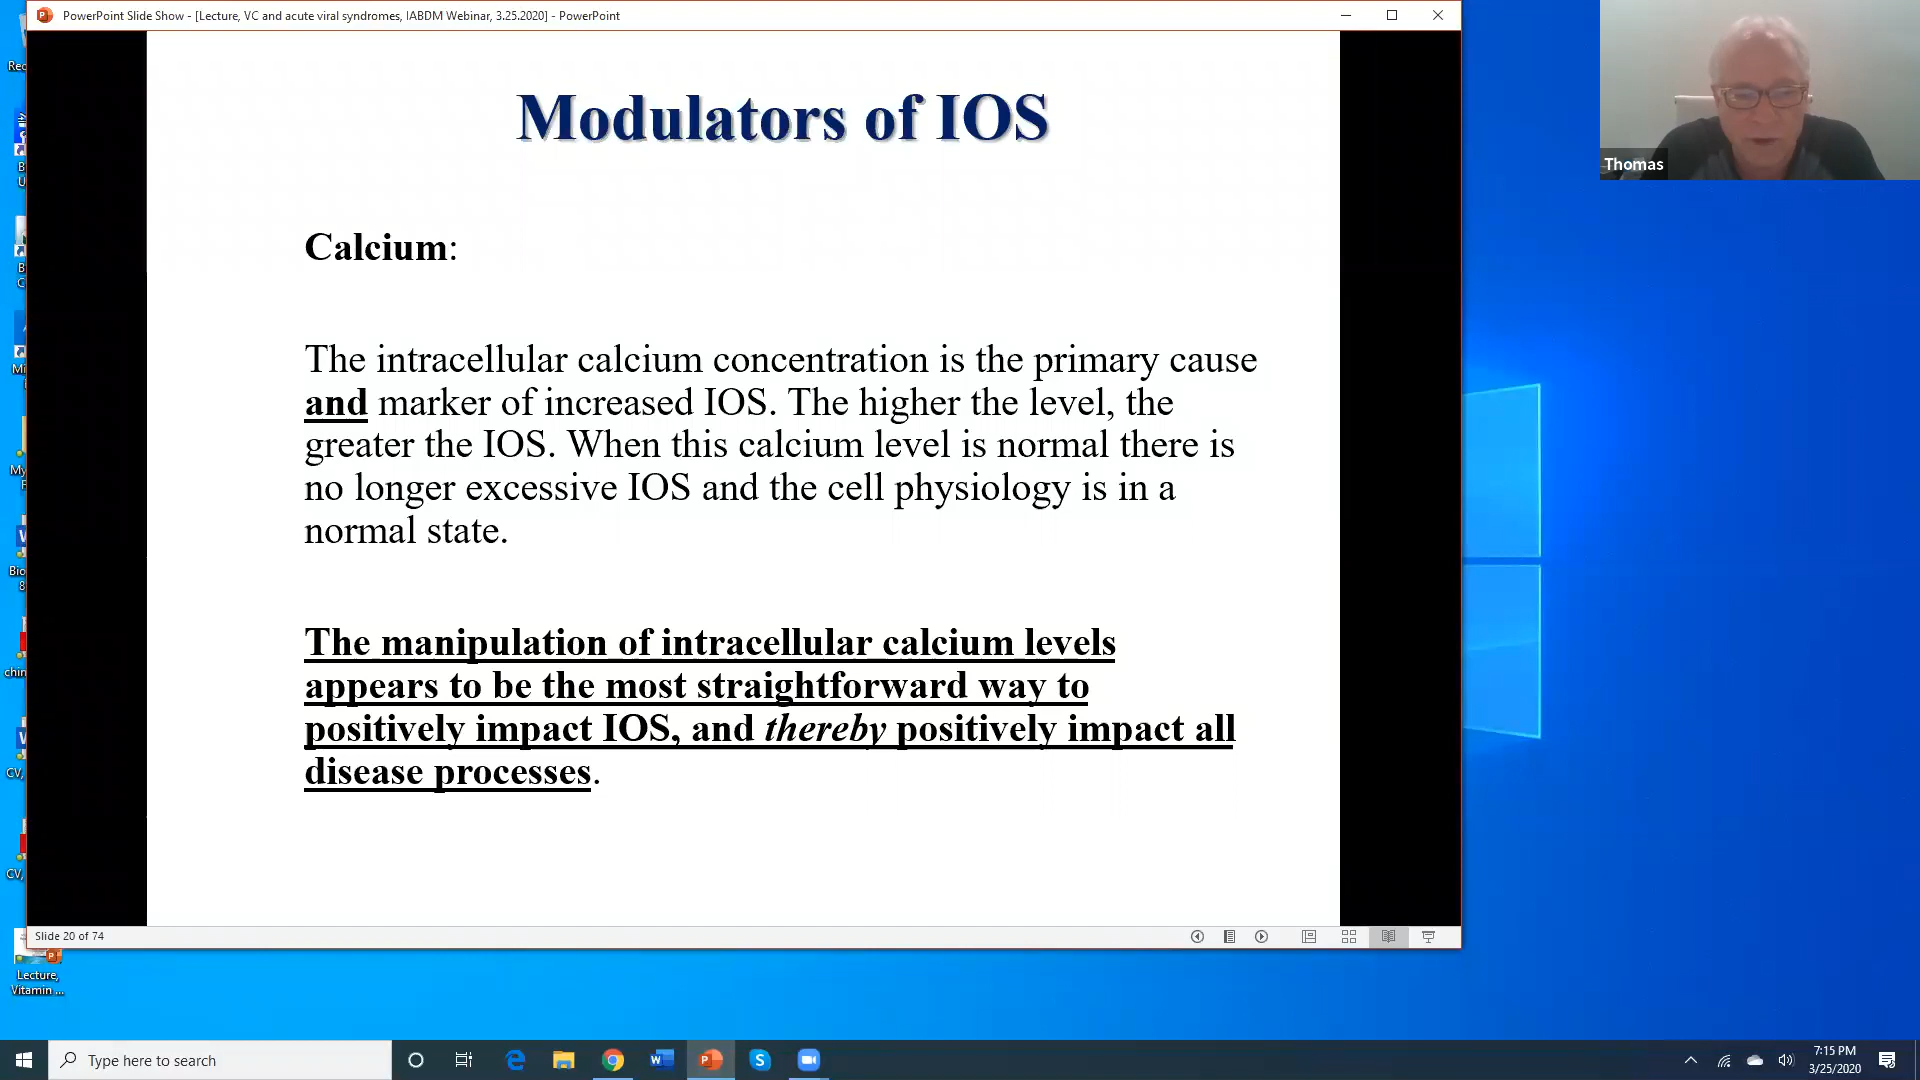 PowerPoint Slide Show - [Lecture, VC and acute viral syndromes, IABDM Webinar, 3.25.2020] - PowerPoint
Thomas
Modulators of IOS
Calcium:
The intracellular calcium concentration is the primary cause
and marker of increased IOS. The higher the level, the
greater the IOS. When this calcium level is normal there is
no longer excessive IOS and the cell physiology is in a
normal state.
The manipulation of intracellular calcium levels
appears to be the most straightforward way to
positively impact IOS, and thereby positively impact all
disease processes.
Slide 20 of 74
Lecture,
Vitamin ...
Type here to search
7:15 PM
3/25/2020